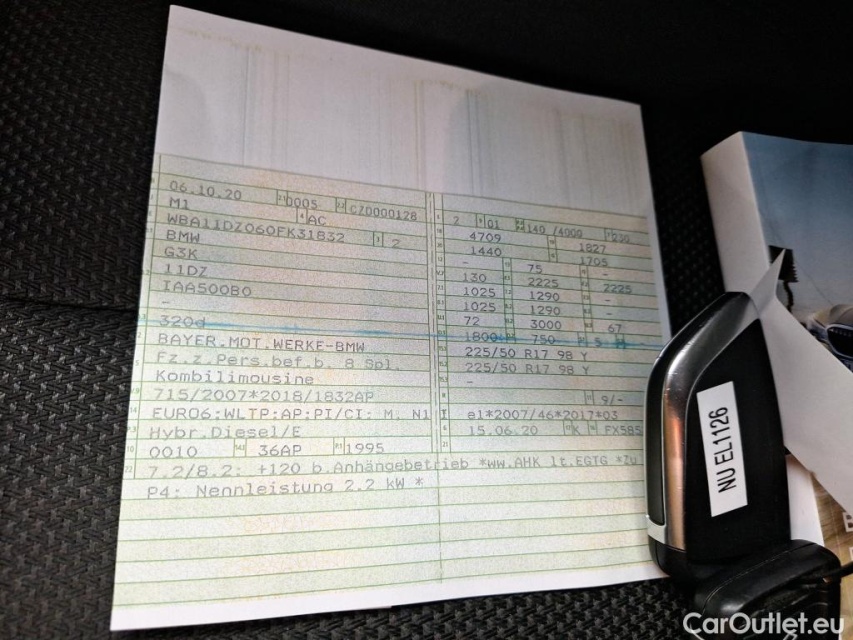 06.10.20 0005 CZ0000128
M1 AC
WBA11DZ060FK31832 2
BMW
G3K
11DZ
IAA500B0
-
320d
BAYER.MOT.WERKE-BMW
Fz.z.Pers.bef.b. 8 Spl.
Kombilimousine
715/2007*2018/1832AP
EURO6;WLTP;AP;PI/CI; M, N1 I
Hybr.Diesel/E
0010 36AP 1995
7.2/8.2: +120 b.Anhängebetrieb *ww.AHK lt.EGTG *Zu
P4: Nennleistung 2.2 kW *
2 01 140 /4000 230
4709 1827
1440 1705
- 75 -
130 2225 2225
1025 1290 -
1025 1290 -
72 3000 67
1800 750 5
225/50 R17 98 Y
225/50 R17 98 Y
-
9/-
e1*2007/46*2017*03
15.06.20 K FX585
NU EL1126
CarOutlet.eu